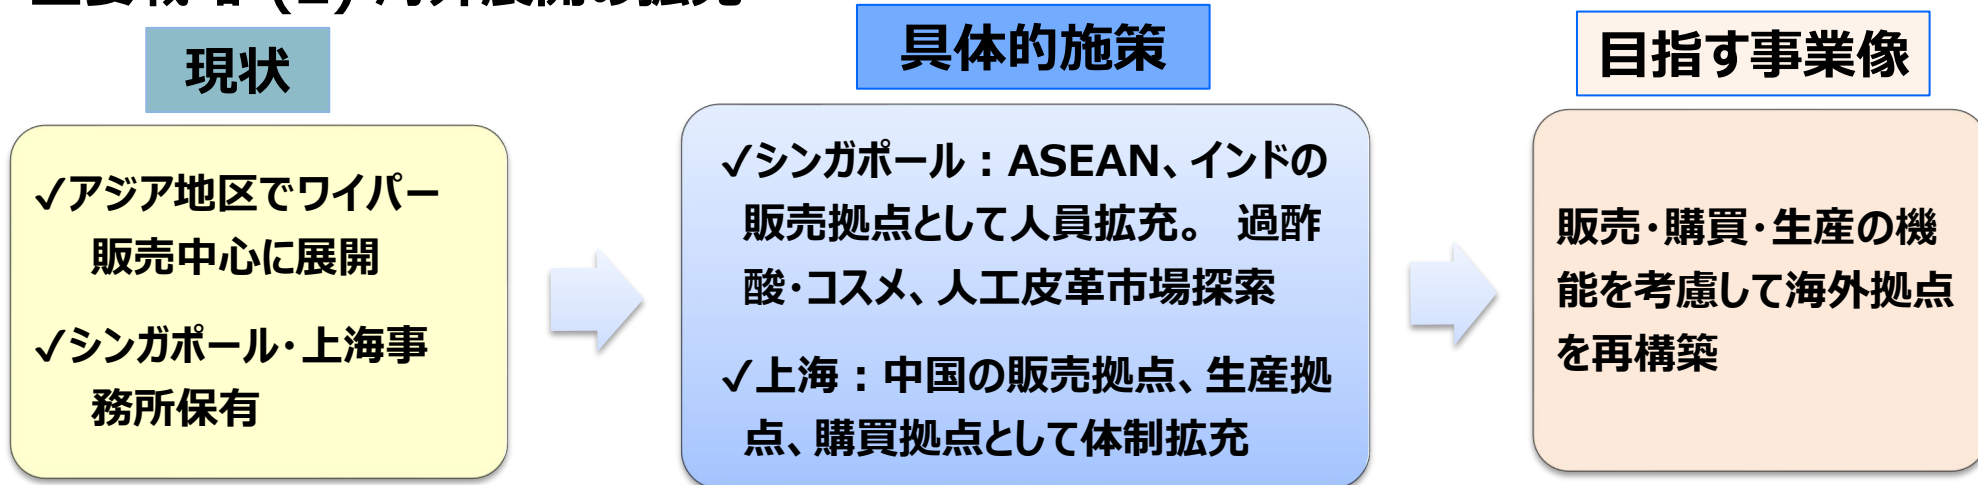 現状
✓アジア地区でワイパー
販売中心に展開
✓シンガポール・上海事
務所保有
具体的施策
✓シンガポール：ASEAN、インドの
販売拠点として人員拡充。 過酢
酸・コスメ、人工皮革市場探索
✓上海：中国の販売拠点、生産拠
点、購買拠点として体制拡充
目指す事業像
販売・購買・生産の機
能を考慮して海外拠点
を再構築